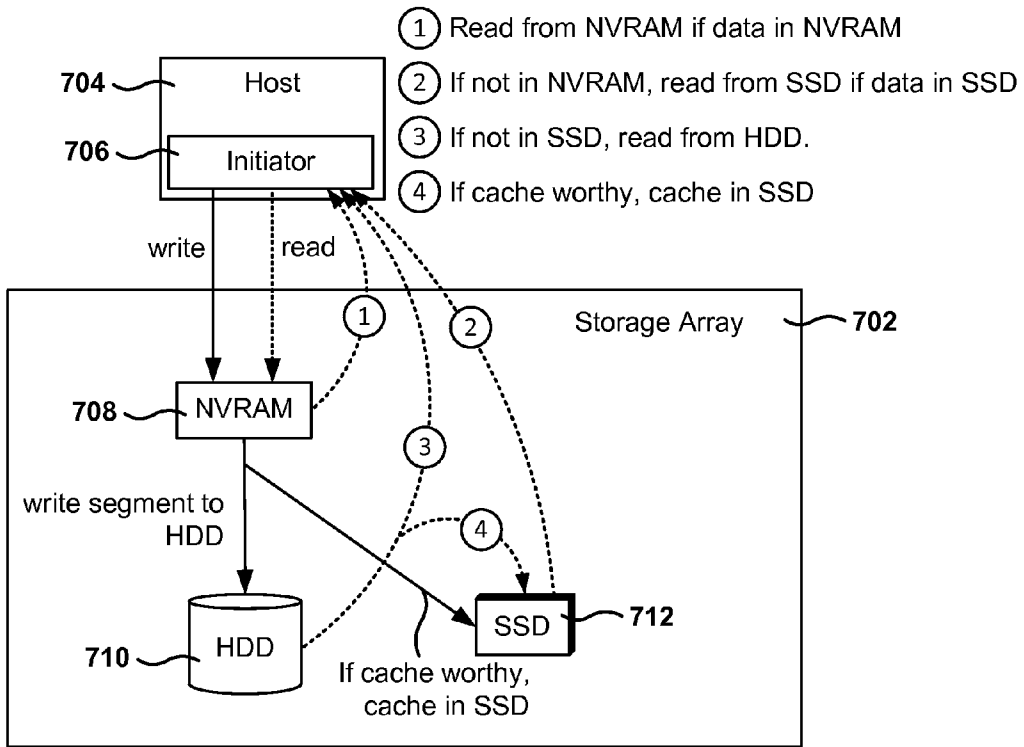 ① Read from NVRAM if data in NVRAM
704
Host
② If not in NVRAM, read from SSD if data in SSD
706
Initiator
③ If not in SSD, read from HDD.
④ If cache worthy, cache in SSD
write
read
①
②
Storage Array
702
708
NVRAM
③
write segment to
HDD
④
710
HDD
SSD
712
If cache worthy,
cache in SSD